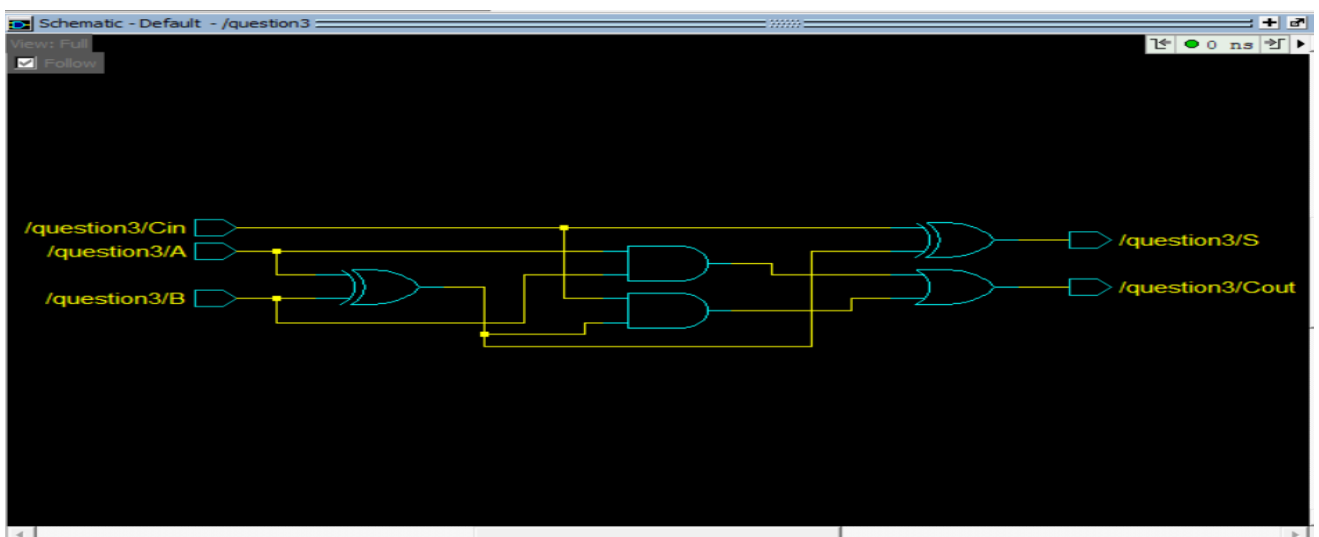 Schematic - Default - /question3
View: Full
0 ns
Follow
/question3/Cin
/question3/A
/question3/B
/question3/S
/question3/Cout